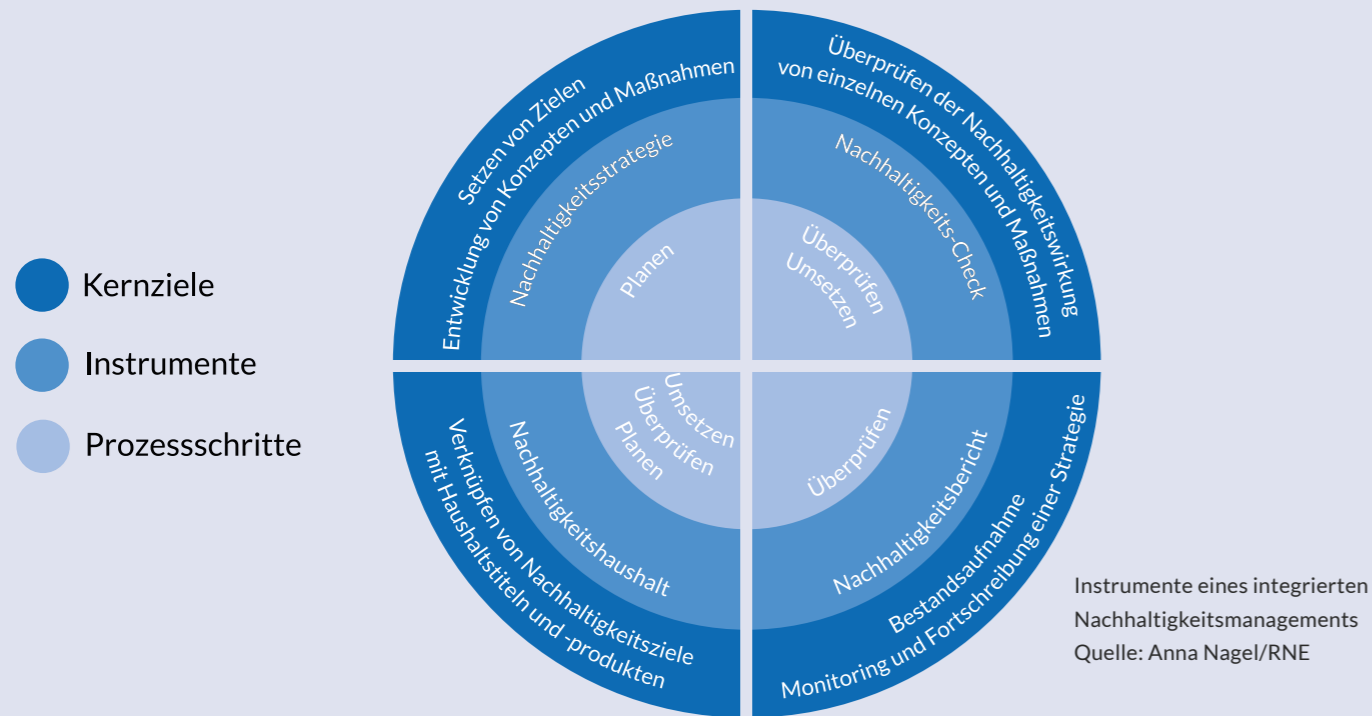 Kernziele
Instrumente
Prozessschritte
Setzen von Zielen
Entwicklung von Konzepten und Maßnahmen
Nachhaltigkeitsstrategie
Planen
Überprüfen der Nachhaltigkeitswirkung
von einzelnen Konzepten und Maßnahmen
Nachhaltigkeits-Check
Überprüfen
Umsetzen
Umsetzen
Überprüfen
Planen
Nachhaltigkeitshaushalt
Verknüpfen von Nachhaltigkeitsziele
mit Haushaltstiteln und -produkten
Überprüfen
Nachhaltigkeitsbericht
Bestandsaufnahme
Monitoring und Fortschreibung einer Strategie
Instrumente eines integrierten
Nachhaltigkeitsmanagements
Quelle: Anna Nagel/RNE